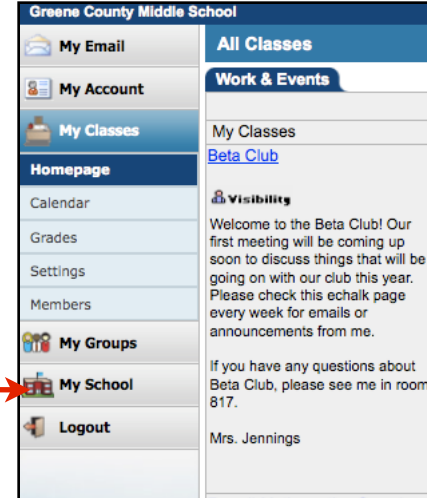 Greene County Middle School
My Email
My Account
My Classes
Homepage
Calendar
Grades
Settings
Members
My Groups
My School
Logout
All Classes
Work & Events
My Classes
Beta Club
Visibility
Welcome to the Beta Club! Our
first meeting will be coming up
soon to discuss things that will be
going on with our club this year.
Please check this echalk page
every week for emails or
announcements from me.
If you have any questions about
Beta Club, please see me in room
817.
Mrs. Jennings